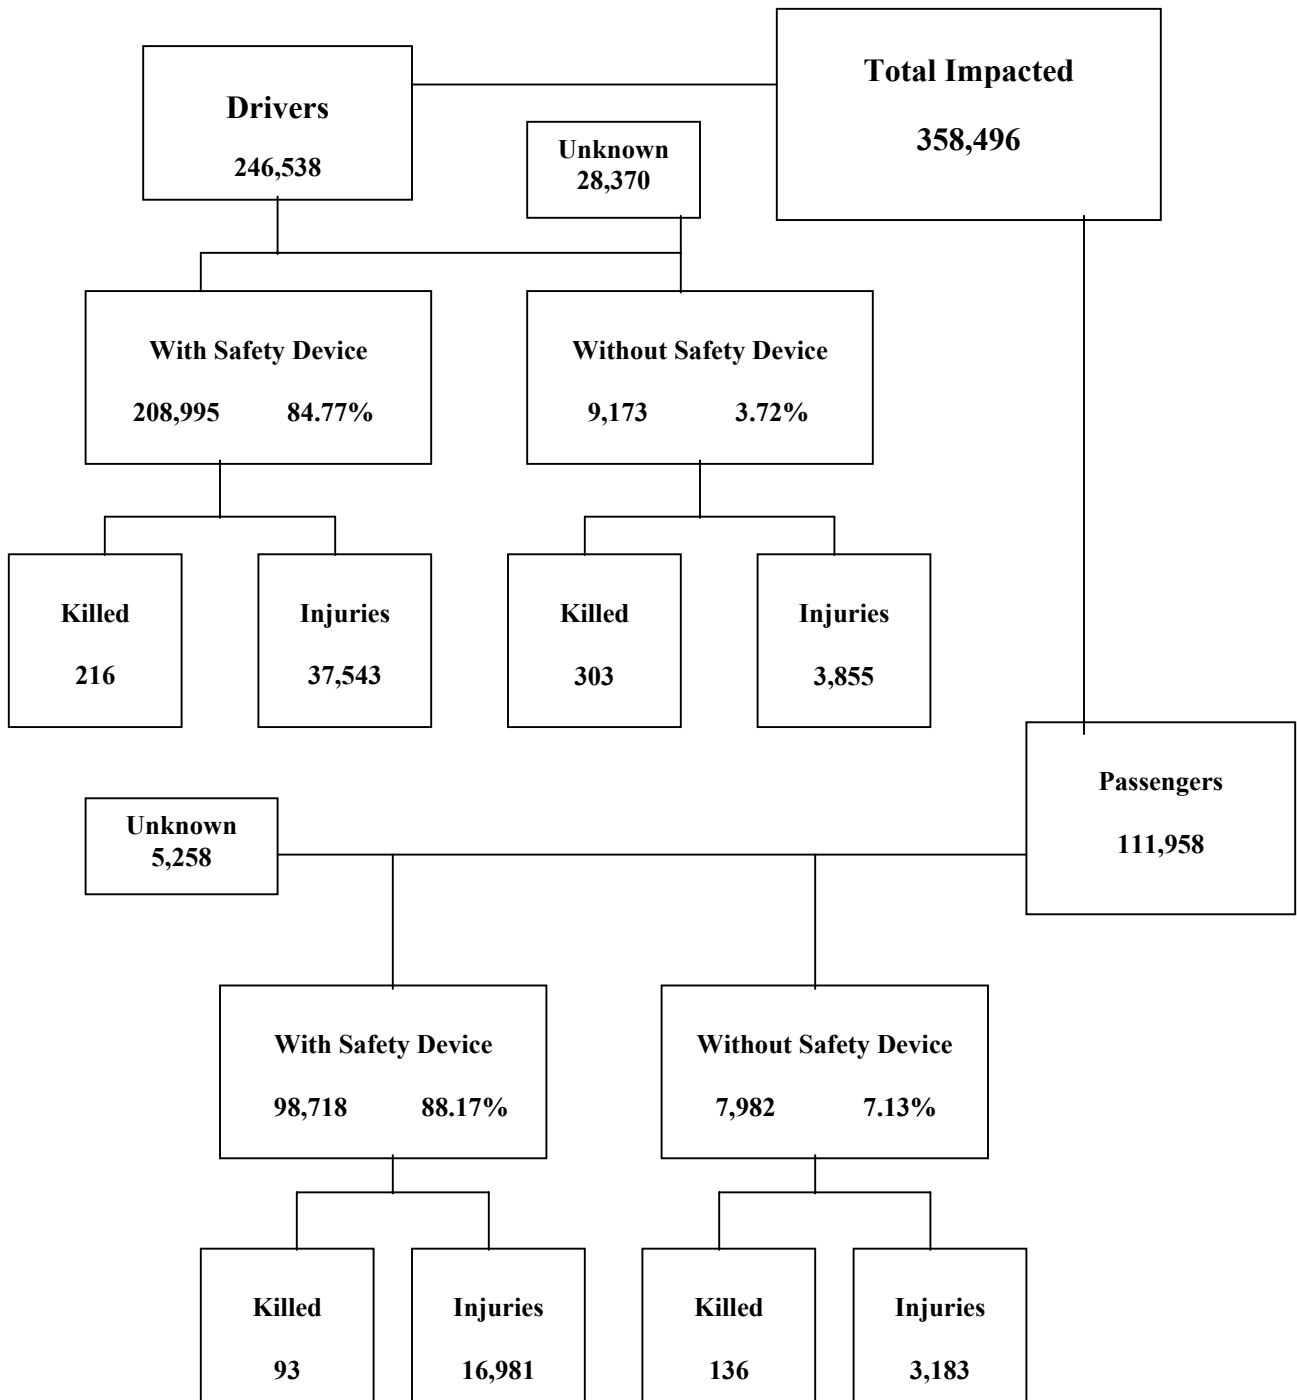 Total Impacted
358,496
Drivers
246,538
Unknown
28,370
With Safety Device
208,995 84.77%
Without Safety Device
9,173 3.72%
Killed
216
Injuries
37,543
Killed
303
Injuries
3,855
Passengers
111,958
Unknown
5,258
With Safety Device
98,718 88.17%
Without Safety Device
7,982 7.13%
Killed
93
Injuries
16,981
Killed
136
Injuries
3,183